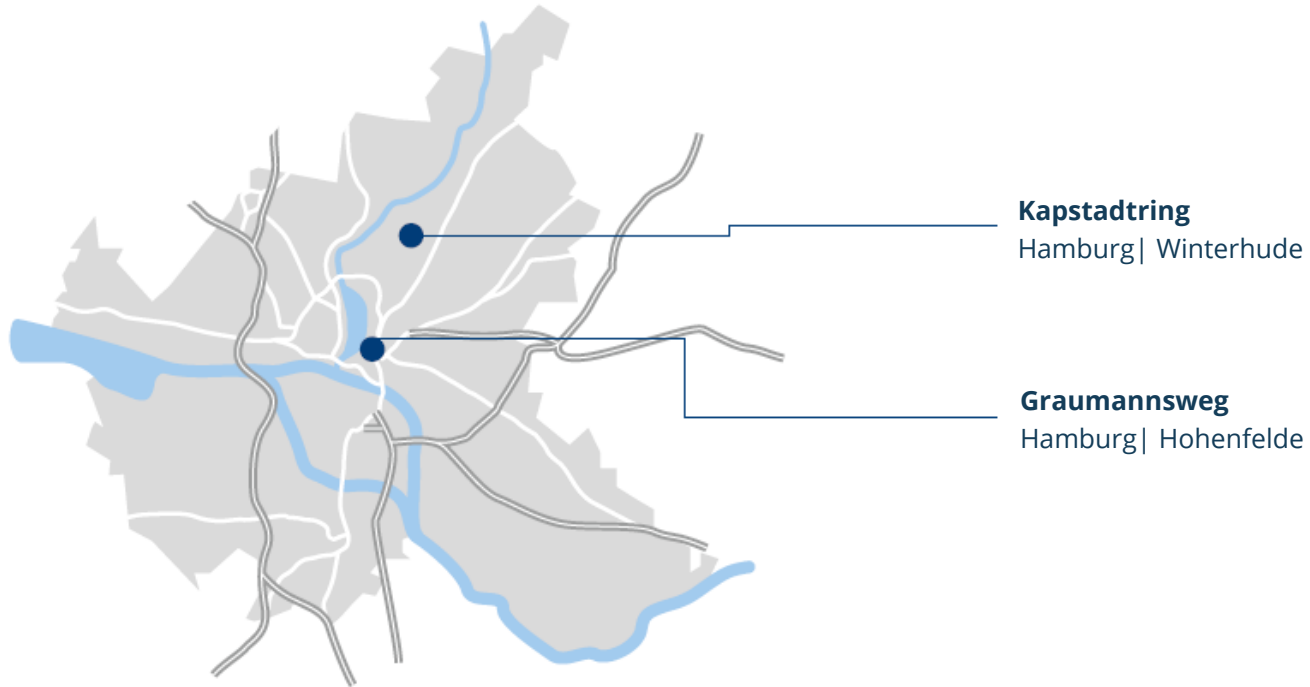 Kapstadtring
Hamburg| Winterhude
Graumannsweg
Hamburg| Hohenfelde